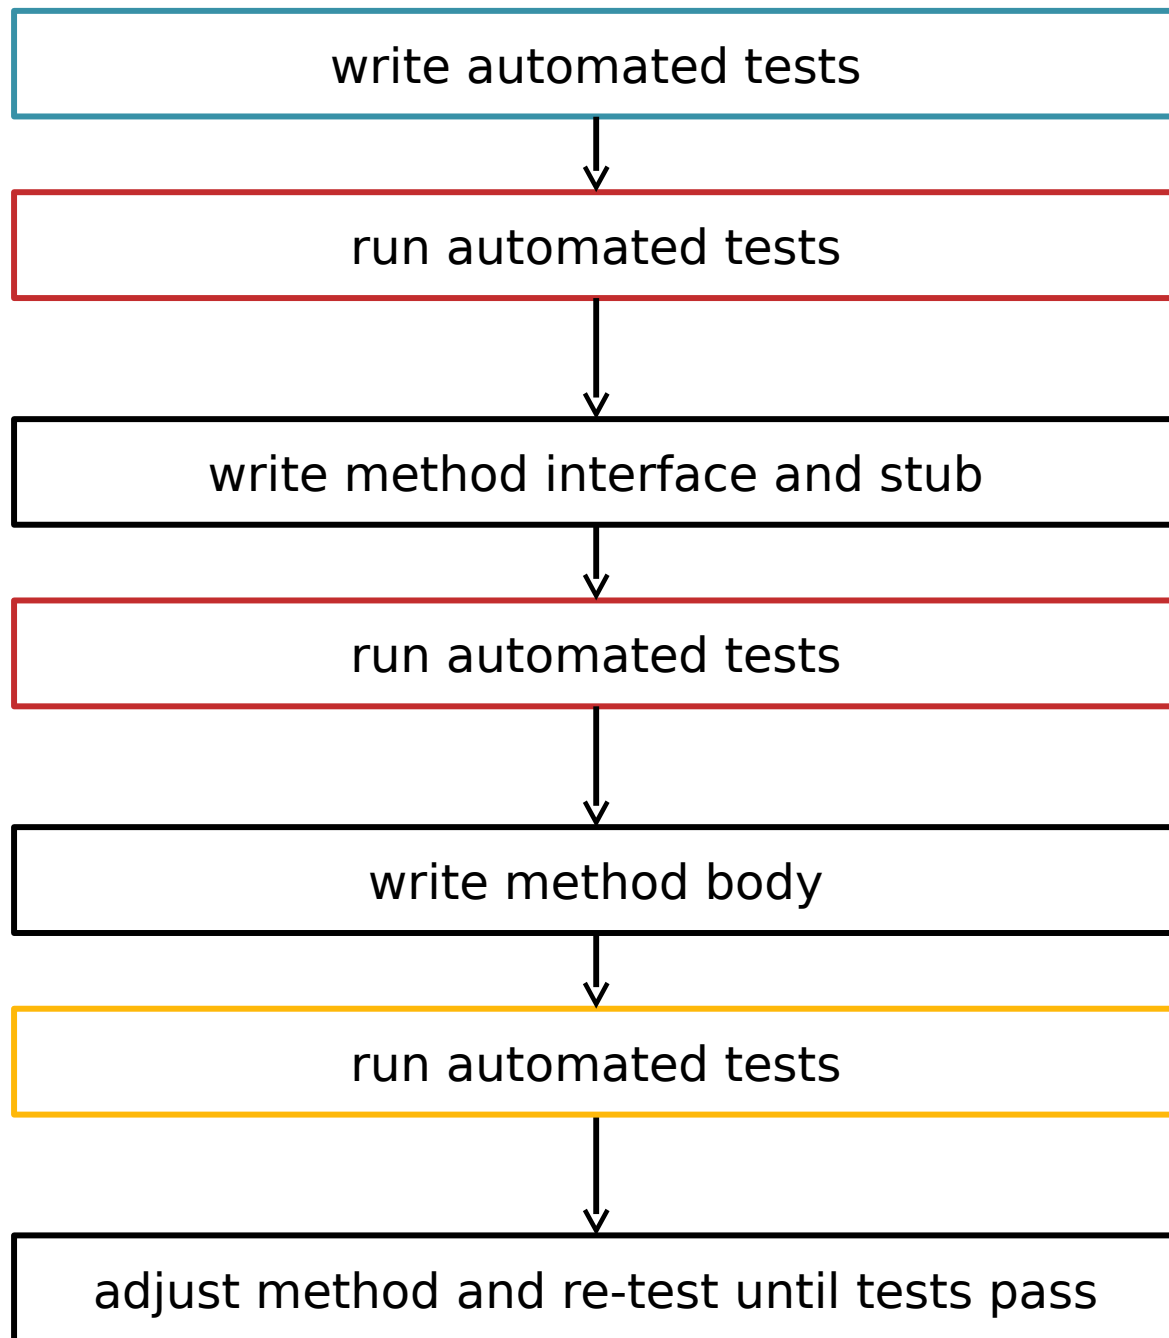 write automated tests
run automated tests
write method interface and stub
run automated tests
write method body
run automated tests
adjust method and re-test until tests pass